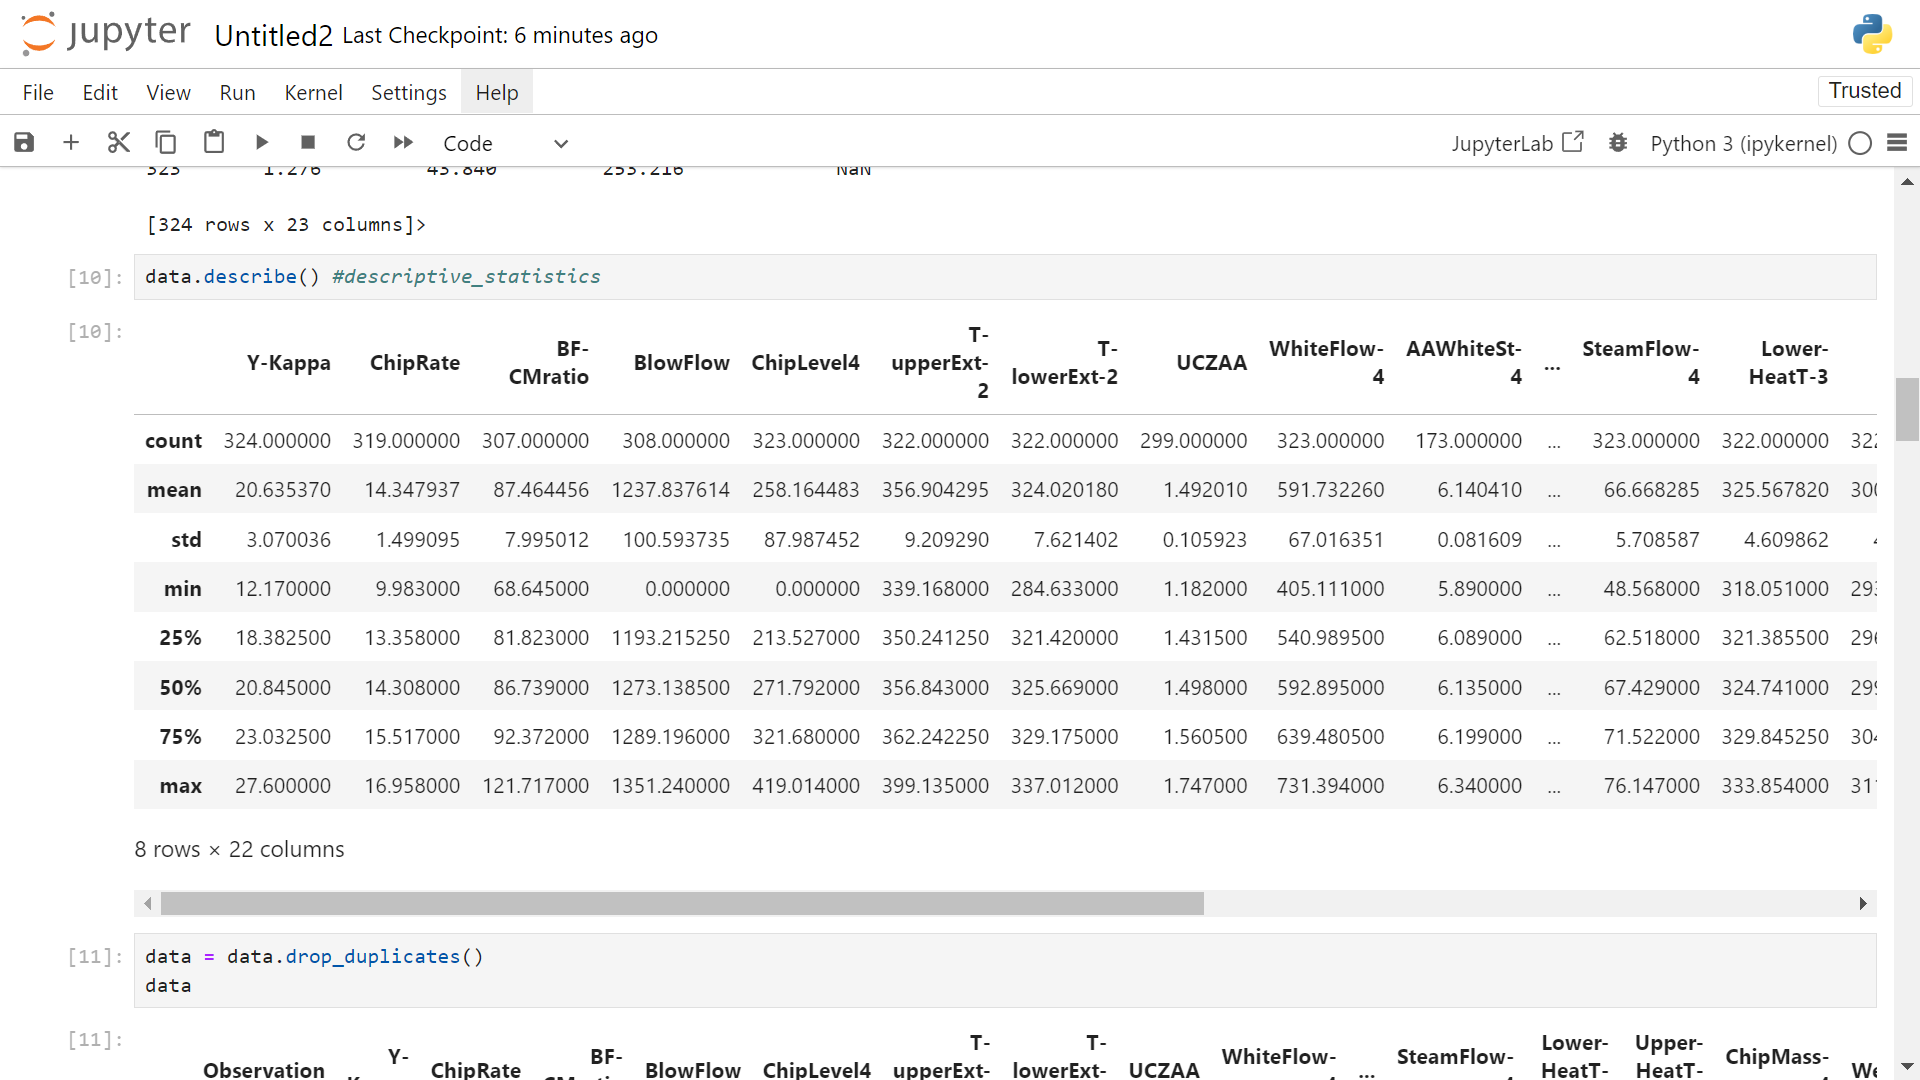 jupyter Untitled2 Last Checkpoint: 6 minutes ago
File Edit View Run Kernel Settings Help Trusted
Code JupyterLab Python 3 (ipykernel)
323 1.276 43.840 253.216 NaN
[324 rows x 23 columns]>
[10]: data.describe() #descriptive_statistics
[10]:
Y-Kappa ChipRate BF-CMratio BlowFlow ChipLevel4 T-upperExt-2 T-lowerExt-2 UCZAA WhiteFlow-4 AAWhiteSt-4 ... SteamFlow-4 Lower-HeatT-3
count 324.000000 319.000000 307.000000 308.000000 323.000000 322.000000 322.000000 299.000000 323.000000 173.000000 ... 323.000000 322.000000 322
mean 20.635370 14.347937 87.464456 1237.837614 258.164483 356.904295 324.020180 1.492010 591.732260 6.140410 ... 66.668285 325.567820 300
std 3.070036 1.499095 7.995012 100.593735 87.987452 9.209290 7.621402 0.105923 67.016351 0.081609 ... 5.708587 4.609862
min 12.170000 9.983000 68.645000 0.000000 0.000000 339.168000 284.633000 1.182000 405.111000 5.890000 ... 48.568000 318.051000 293
25% 18.382500 13.358000 81.823000 1193.215250 213.527000 350.241250 321.420000 1.431500 540.989500 6.089000 ... 62.518000 321.385500 296
50% 20.845000 14.308000 86.739000 1273.138500 271.792000 356.843000 325.669000 1.498000 592.895000 6.135000 ... 67.429000 324.741000 299
75% 23.032500 15.517000 92.372000 1289.196000 321.680000 362.242250 329.175000 1.560500 639.480500 6.199000 ... 71.522000 329.845250 304
max 27.600000 16.958000 121.717000 1351.240000 419.014000 399.135000 337.012000 1.747000 731.394000 6.340000 ... 76.147000 333.854000 311
8 rows × 22 columns
[11]: data = data.drop_duplicates()
data
[11]:
Observation Y- ChipRate BF- BlowFlow ChipLevel4 T-upperExt- T-lowerExt- UCZAA WhiteFlow- ... SteamFlow- Lower-HeatT- Upper-HeatT- ChipMass-